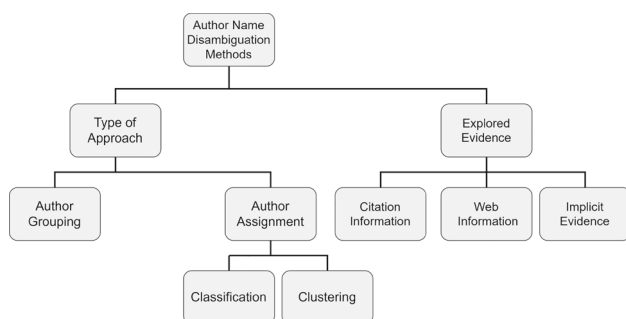 Author Name
Disambiguation
Methods
Type of
Approach
Explored
Evidence
Author
Grouping
Author
Assignment
Citation
Information
Web
Information
Implicit
Evidence
Classification
Clustering